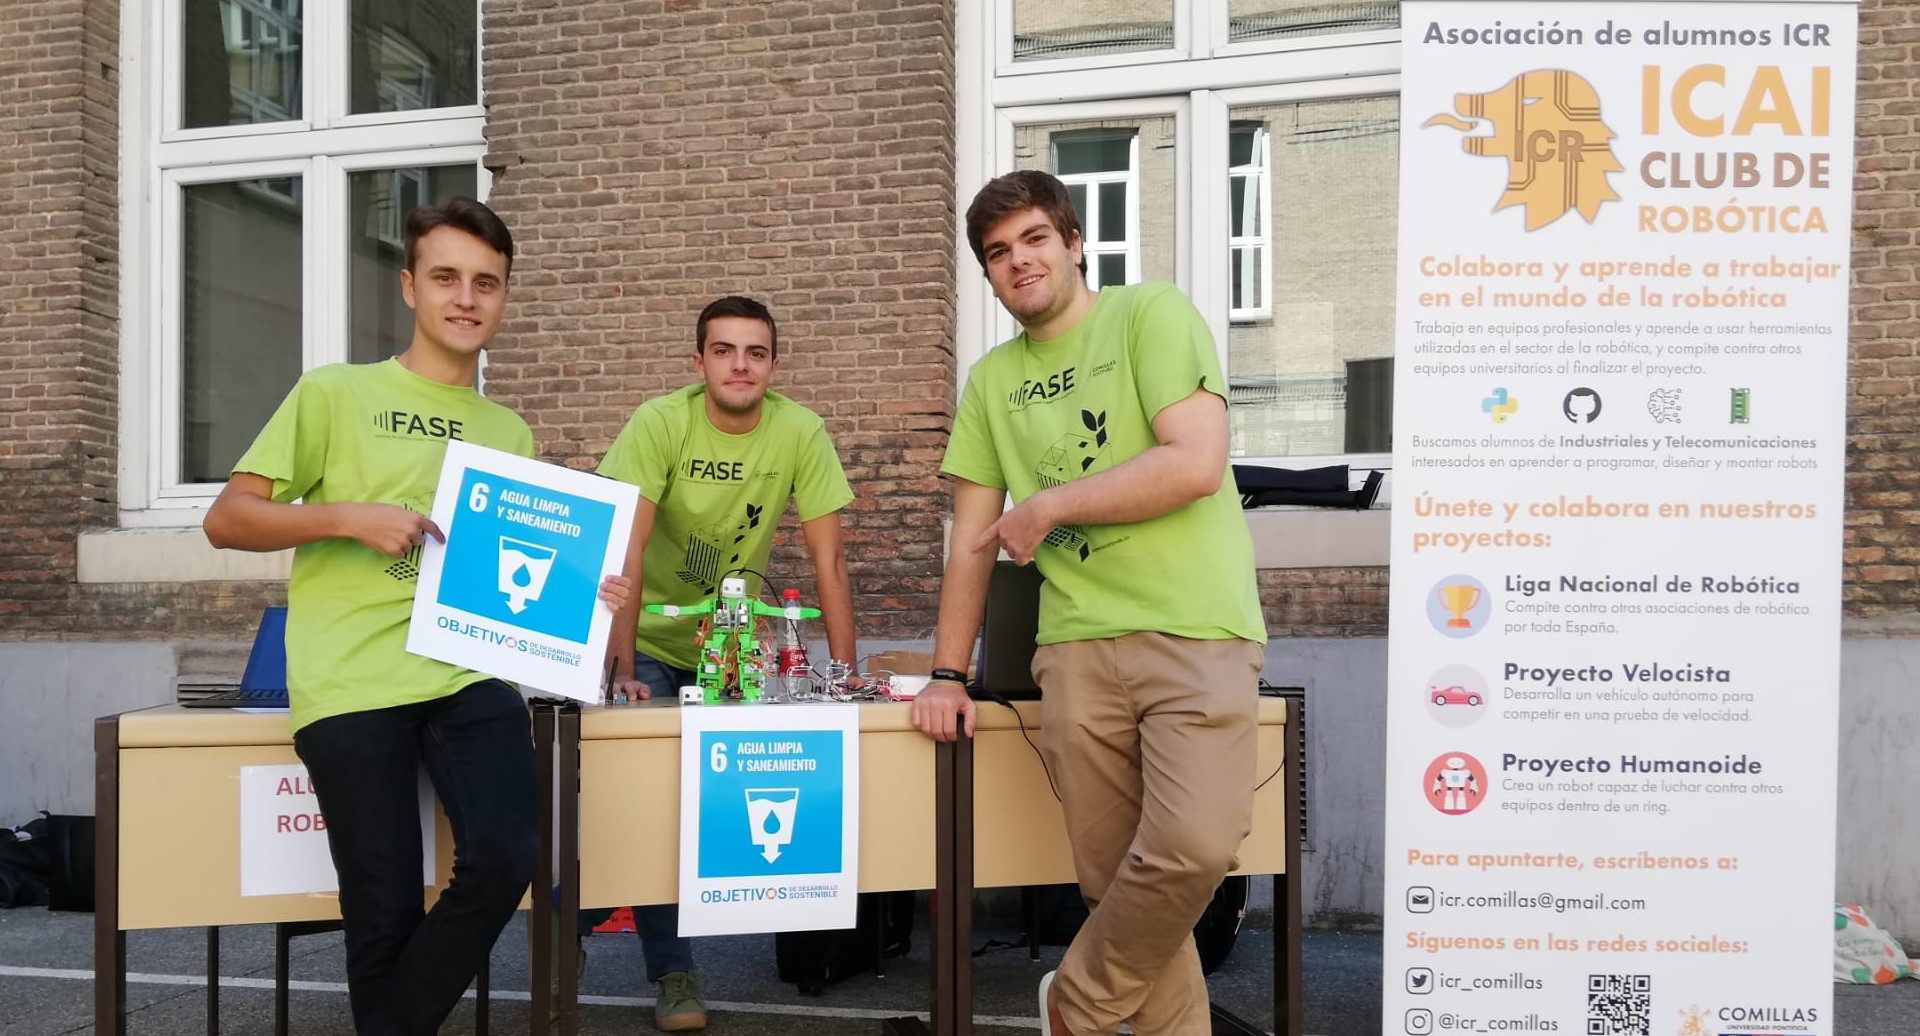 Asociación de alumnos ICR
ICR
ICAI
CLUB DE
ROBÓTICA
Colabora y aprende a trabajar
en el mundo de la robótica
Trabaja en equipos profesionales y aprende a usar herramientas
utilizadas en el sector de la robótica, y compite contra otros
equipos universitarios al finalizar el proyecto.
Buscamos alumnos de Industriales y Telecomunicaciones
interesados en aprender a programar, diseñar y montar robots
Únete y colabora en nuestros
proyectos:
Liga Nacional de Robótica
Compite contra otras asociaciones de robótica
por toda España.
Proyecto Velocista
Desarrolla un vehículo autónomo para
competir en una prueba de velocidad.
Proyecto Humanoide
Crea un robot capaz de luchar contra otros
equipos dentro de un ring.
Para apuntarte, escríbenos a:
icr.comillas@gmail.com
Síguenos en las redes sociales:
icr_comillas
@icr_comillas
COMILLAS
UNIVERSIDAD PONTIFICIA
FASE
FASE
FASE
COMILLAS
6 AGUA LIMPIA
Y SANEAMIENTO
OBJETIVOS DE DESARROLLO
SOSTENIBLE
6 AGUA LIMPIA
Y SANEAMIENTO
OBJETIVOS DE DESARROLLO
SOSTENIBLE